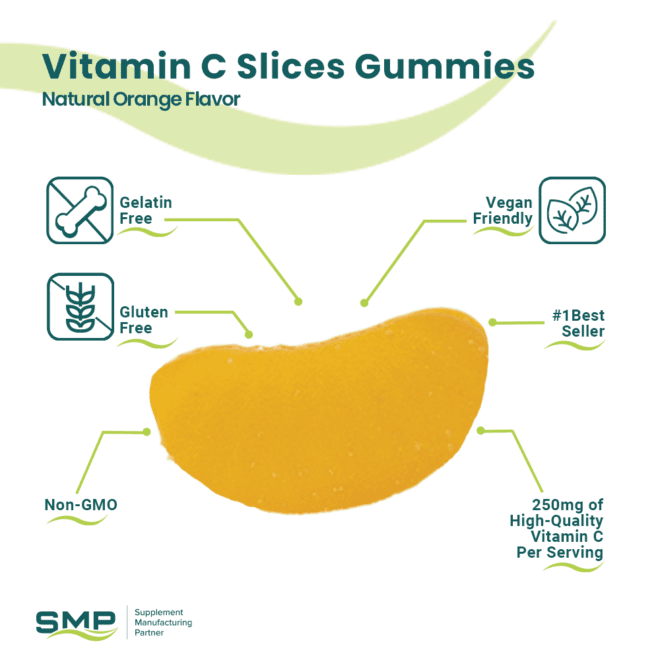 Vitamin C Slices Gummies
Natural Orange Flavor
Gelatin
Free
Vegan
Friendly
Gluten
Free
#1Best
Seller
Non-GMO
250mg of
High-Quality
Vitamin C
Per Serving
SMP
Supplement
Manufacturing
Partner